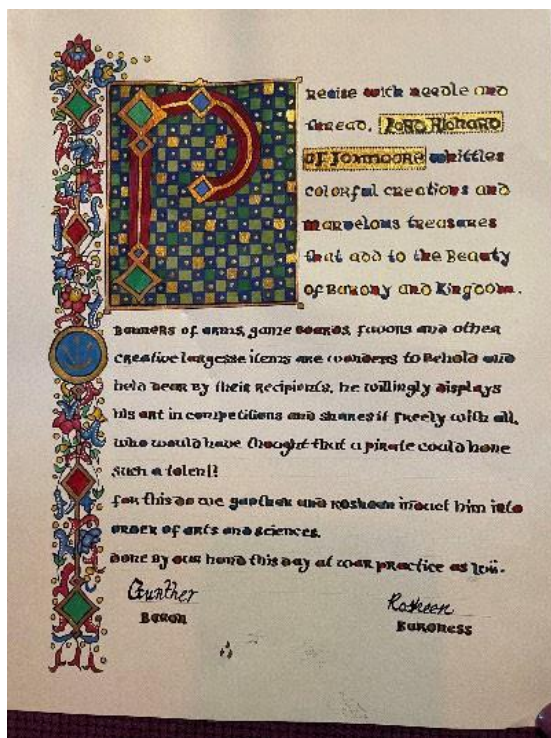 Precise with needle and
thread, Lord Richard
of Foxmoore whittles
colorful creations and
marvelous treasures
that add to the Beauty
of Barony and Kingdom.
Banners of arms, game boards, favors and other
creative largesse items are wonders to Behold and
held dear By their recipients. he willingly displays
his art in competitions and shares it freely with all.
who would have thought that a pirate could hone
such a talent!
for this do we gunther and rosheen induct him into
order of arts and sciences.
done By our hand this day at war practice as
Gunther
Rosheen
Baron
Baroness